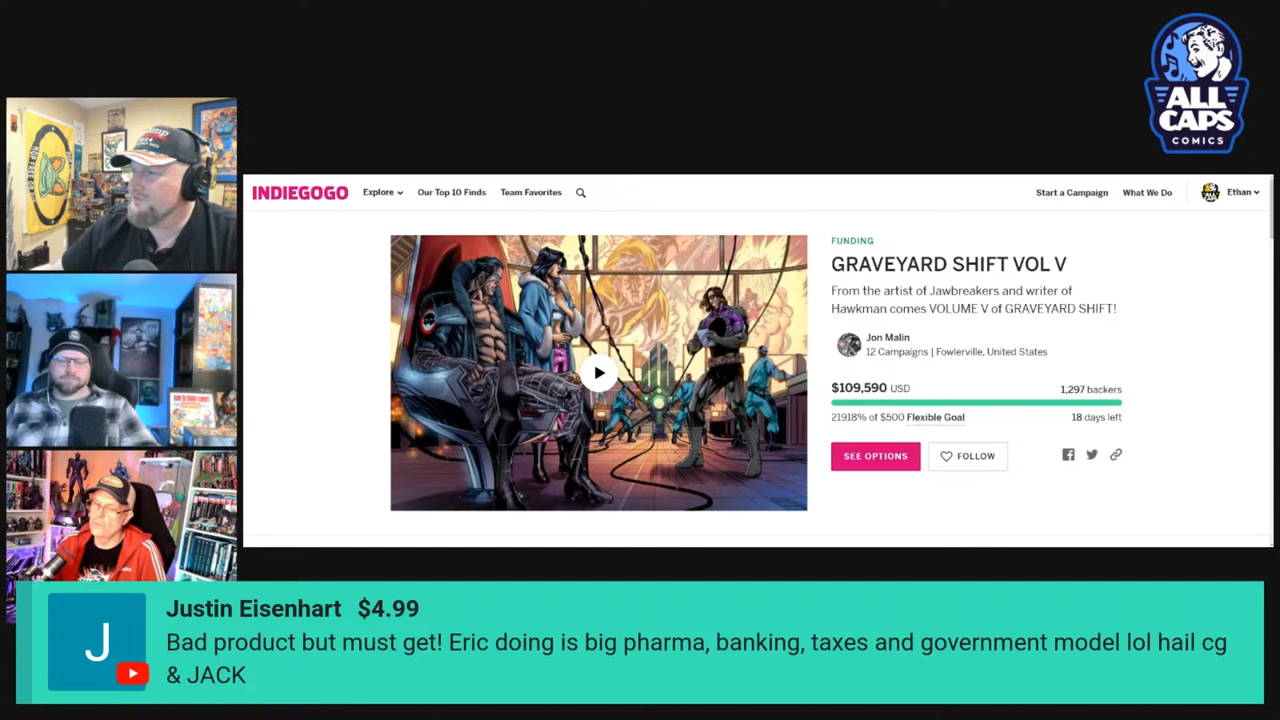 ALL
CAPS
COMICS
INDIEGOGO Explore Our Top 10 Finds Team Favorites Start a Campaign What We Do Ethan
FUNDING
GRAVEYARD SHIFT VOL V
From the artist of Jawbreakers and writer of
Hawkman comes VOLUME V of GRAVEYARD SHIFT!
Jon Malin
12 Campaigns | Fowlerville, United States
$109,590 USD 1,297 backers
21918% of $500 Flexible Goal 18 days left
SEE OPTIONS FOLLOW
J
Justin Eisenhart $4.99
Bad product but must get! Eric doing is big pharma, banking, taxes and government model lol hail cg
& JACK